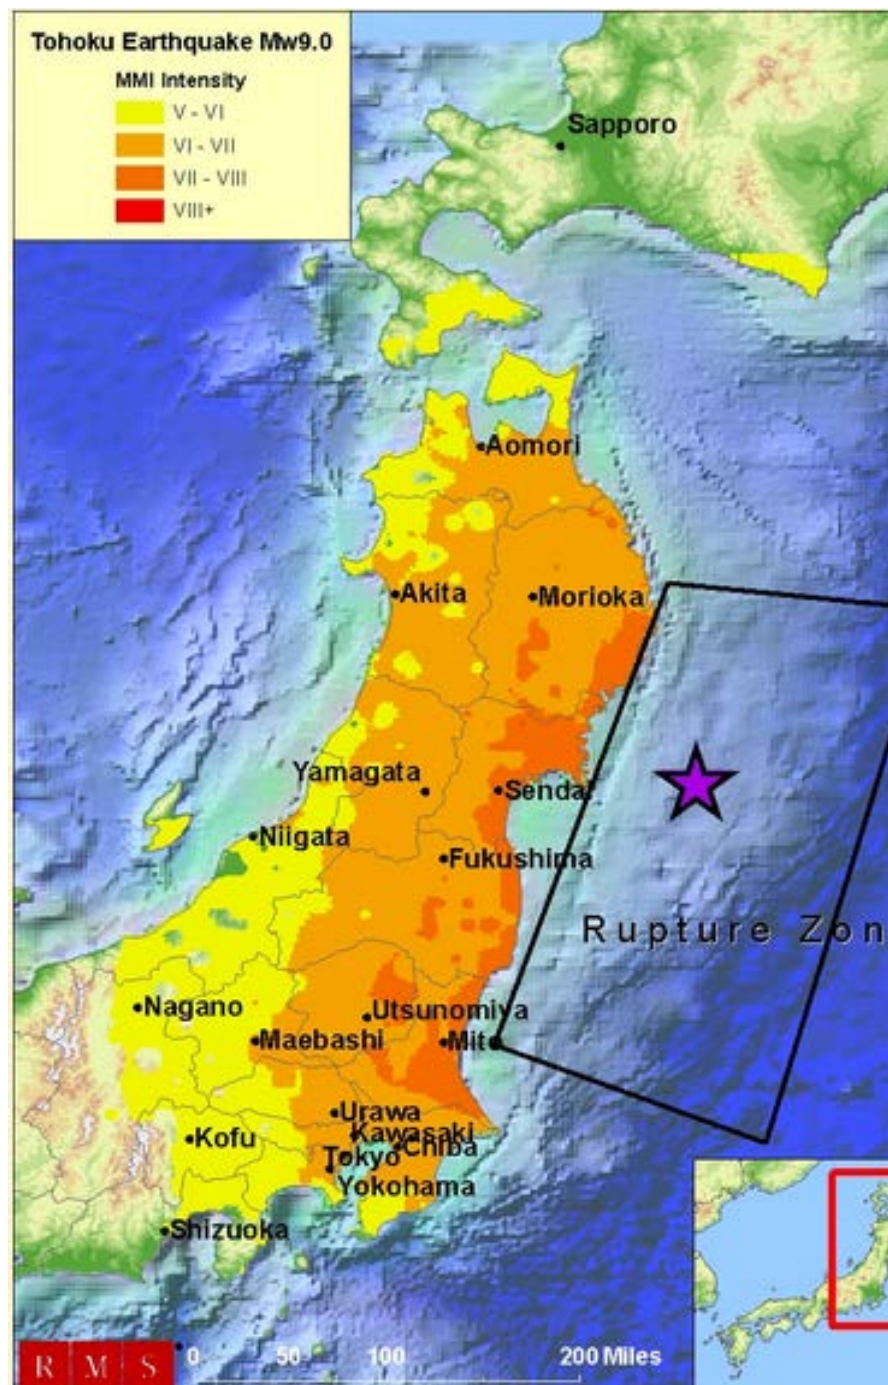 Tohoku Earthquake Mw9.0
MMI Intensity
V - VI
VI - VII
VII - VIII
VIII+
Sapporo
Aomori
Akita
Morioka
Yamagata
Sendai
Niigata
Fukushima
Rupture Zon
Nagano
Utsunomiya
Maebashi
Mito
Urawa
Kofu
Kawasaki
Chiba
Tokyo
Yokohama
Shizuoka
RMS
0 50 100 200 Miles